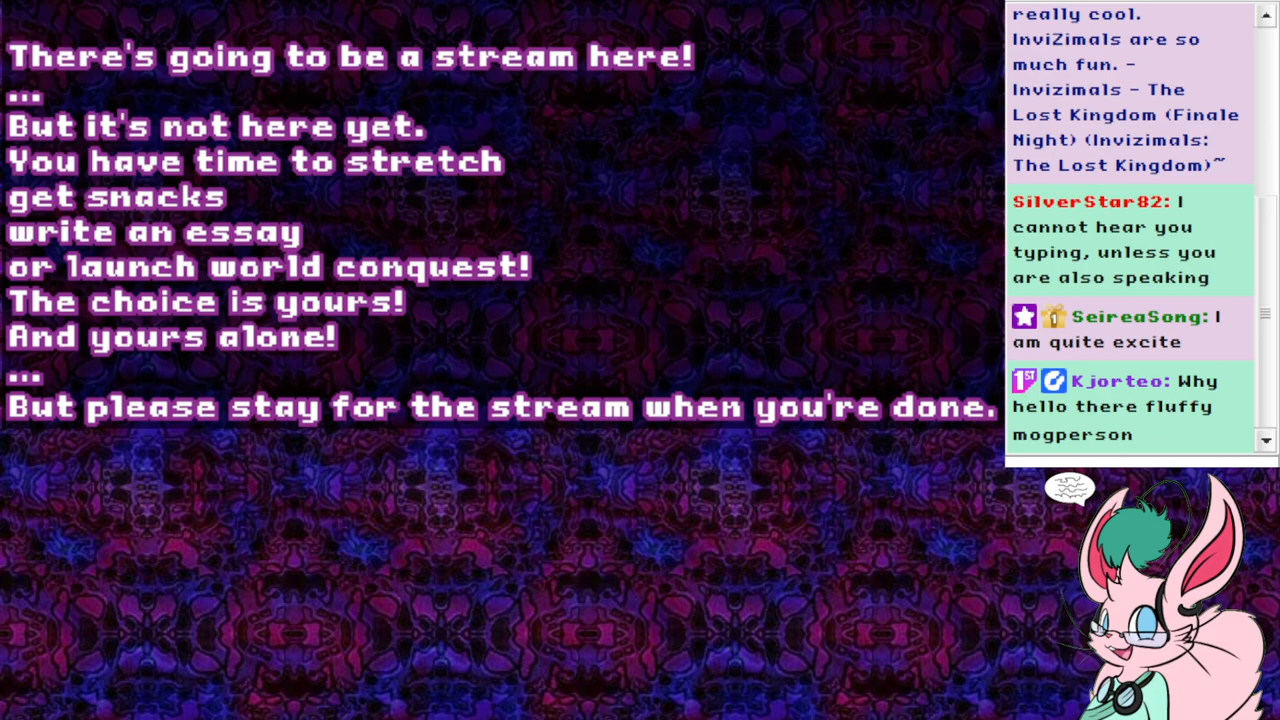 There's going to be a stream here!
...
But it's not here yet.
You have time to stretch
get snacks
write an essay
or launch world conquest!
The choice is yours!
And yours alone!
...
But please stay for the stream when you're done.
really cool.
InviZimals are so
much fun. -
Invizimals - The
Lost Kingdom (Finale
Night) (Invizimals:
The Lost Kingdom)~
SilverStar82: I
cannot hear you
typing, unless you
are also speaking
1 SeireaSong: I
am quite excite
1ST Kjorteo: Why
hello there fluffy
mogperson